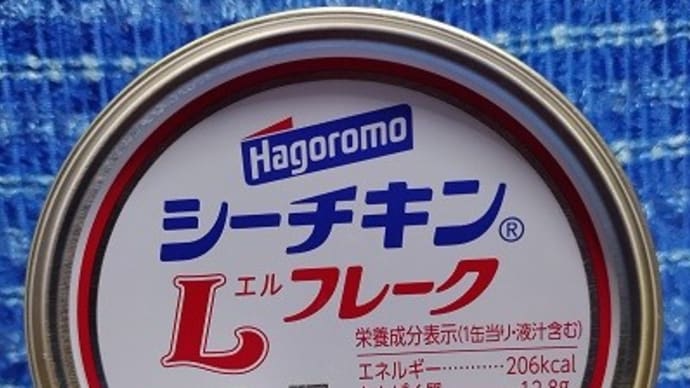 Hagoromo
シーチキン®
Lエルフレーク
栄養成分表示(1缶当り・液汁含む)
エネルギー…………206kcal